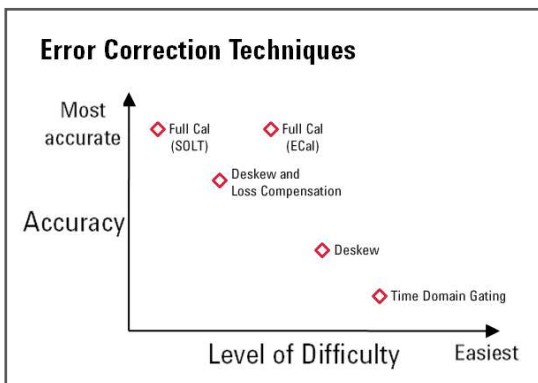 Error Correction Techniques
Most
accurate
Full Cal
(SOLT)
Full Cal
(ECal)
Deskew and
Loss Compensation
Accuracy
Deskew
Time Domain Gating
Level of Difficulty
Easiest